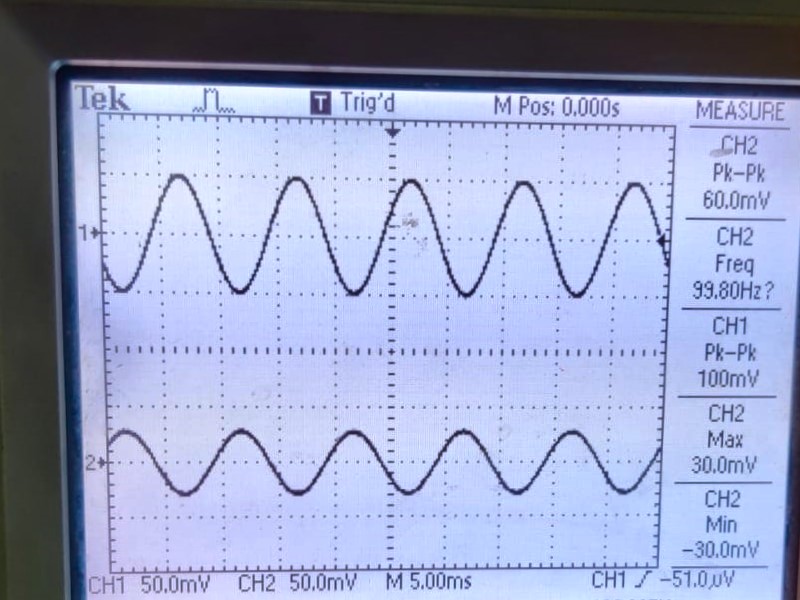 Tek T Trig'd M Pos: 0.000s MEASURE
CH2
Pk-Pk
60.0mV
1
CH2
Freq
99.80Hz?
CH1
Pk-Pk
100mV
CH2
Max
30.0mV
2
CH2
Min
-30.0mV
CH1 50.0mV CH2 50.0mV M 5.00ms CH1 -51.0µV